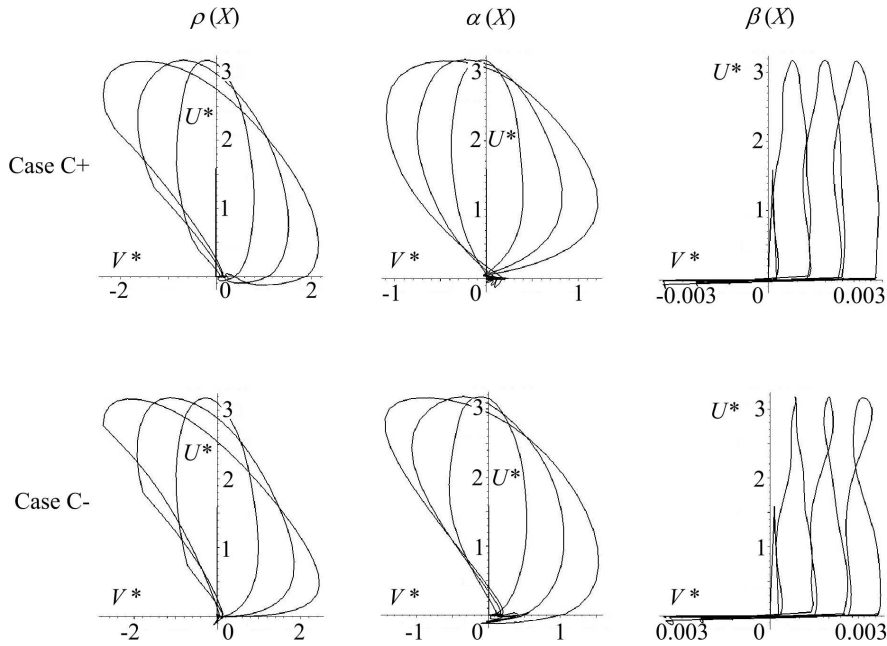 ρ (X) α (X) β (X)
3 3 U* 3
U* U*
2 2 2
Case C+
1 1 1
V* V* V*
-2 0 2 -1 0 1 -0.003 0 0.003
3 3 U* 3
U* U*
2 2 2
Case C-
1 1 1
V* V* V*
-2 0 2 -1 0 1 0.003 0 0.003